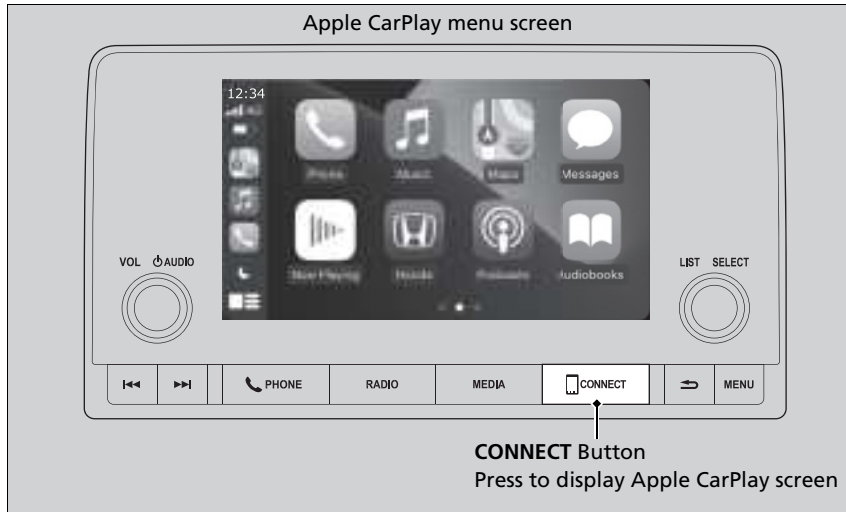 Apple CarPlay menu screen
12:34
Phone
Music
Maps
Messages
Now Playing
Honda
Podcasts
Audiobooks
VOL AUDIO
LIST SELECT
PHONE
RADIO
MEDIA
CONNECT
MENU
CONNECT Button
Press to display Apple CarPlay screen